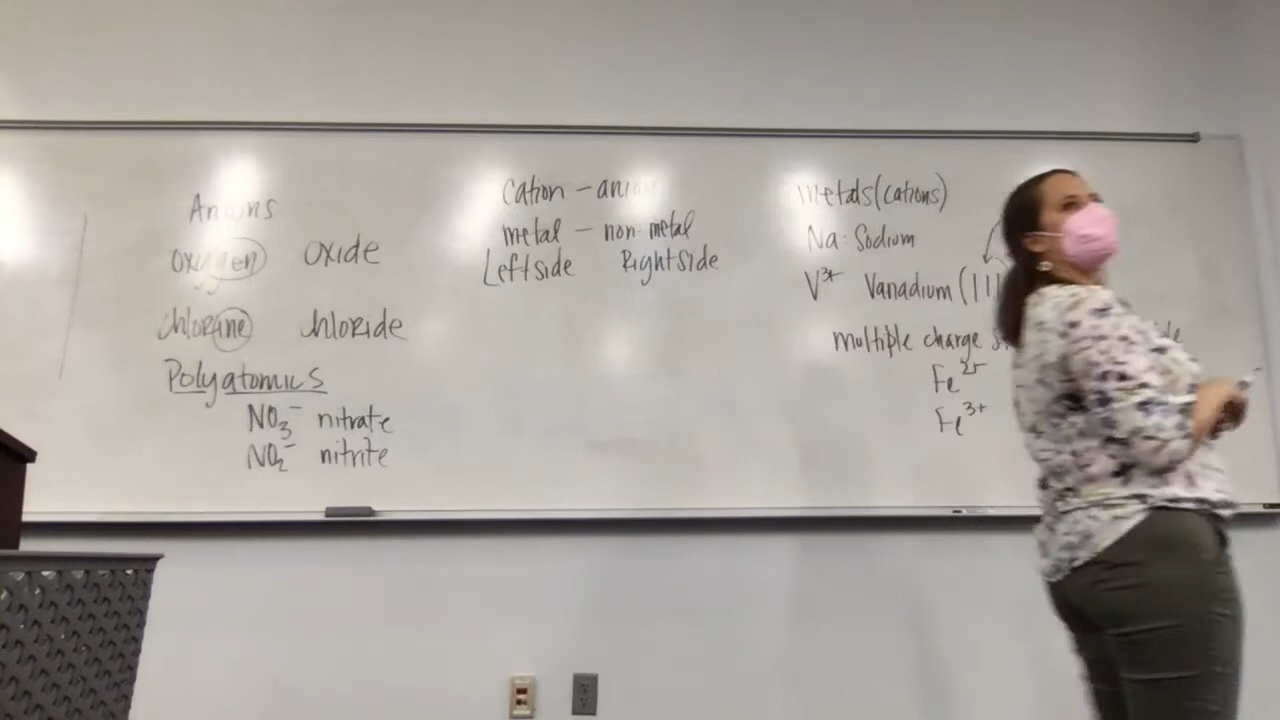 Anions
Oxygen Oxide
Chlorine Chloride
Polyatomics
NO₃⁻ nitrate
NO₂⁻ nitrite
Cation – anion
metal – non-metal
Left side Right side
metals (cations)
Na: Sodium
V³⁺ Vanadium (III
multiple charge
Fe²⁺
Fe³⁺